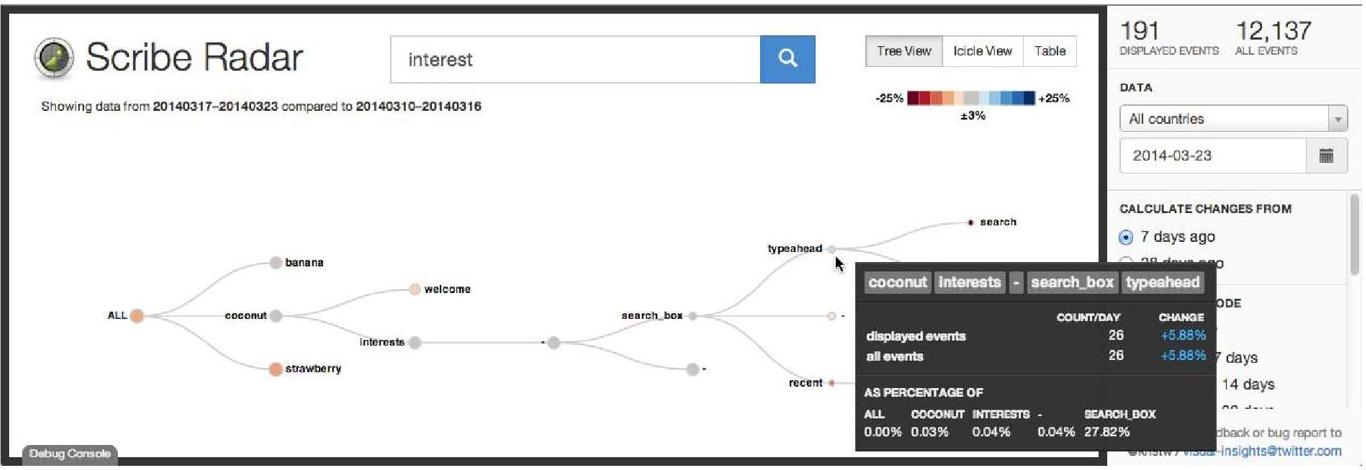 Scribe Radar
interest
Tree View Icicle View Table
Showing data from 20140317–20140323 compared to 20140310–20140316
-25% +25%
±3%
191 12,137
DISPLAYED EVENTS ALL EVENTS
DATA
All countries
2014-03-23
CALCULATE CHANGES FROM
7 days ago
28 days ago
ODE
7 days
14 days
dback or bug report to
@kristw / visual-insights@twitter.com
search
typeahead
banana
welcome
ALL
coconut
search_box
-
interests
-
strawberry
-
recent
coconut interests - search_box typeahead
COUNT/DAY CHANGE
displayed events 26 +5.88%
all events 26 +5.88%
AS PERCENTAGE OF
ALL COCONUT INTERESTS - SEARCH_BOX
0.00% 0.03% 0.04% 0.04% 27.82%
Debug Console